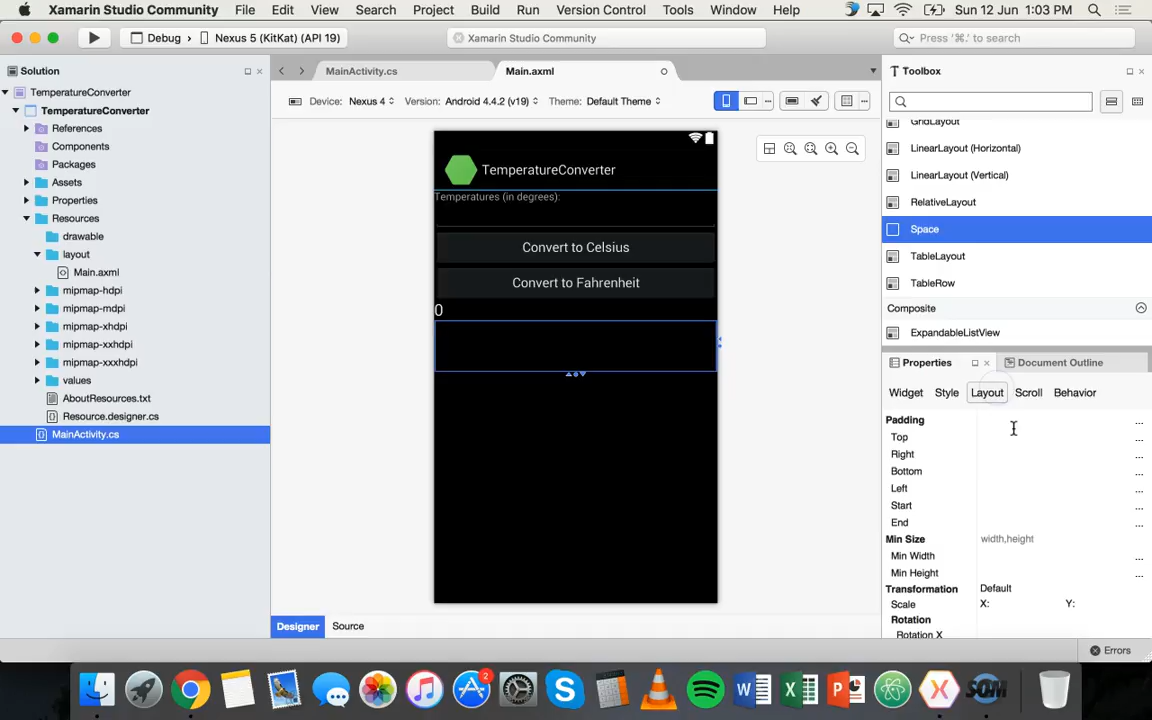 Xamarin Studio Community File Edit View Search Project Build Run Version Control Tools Window Help Sun 12 Jun 1:03 PM
Debug › Nexus 5 (KitKat) (API 19) Xamarin Studio Community Press '⌘.' to search
Solution
TemperatureConverter
TemperatureConverter
References
Components
Packages
Assets
Properties
Resources
drawable
layout
Main.axml
mipmap-hdpi
mipmap-mdpi
mipmap-xhdpi
mipmap-xxhdpi
mipmap-xxxhdpi
values
AboutResources.txt
Resource.designer.cs
MainActivity.cs
MainActivity.cs Main.axml
Device: Nexus 4 Version: Android 4.4.2 (v19) Theme: Default Theme
TemperatureConverter
Temperatures (in degrees):
Convert to Celsius
Convert to Fahrenheit
0
Designer Source
Toolbox
GridLayout
LinearLayout (Horizontal)
LinearLayout (Vertical)
RelativeLayout
Space
TableLayout
TableRow
Composite
ExpandableListView
Properties Document Outline
Widget Style Layout Scroll Behavior
Padding ...
Top ...
Right ...
Bottom ...
Left ...
Start ...
End ...
Min Size width,height
Min Width ...
Min Height ...
Transformation Default
Scale X: Y:
Rotation
Rotation X
Errors
2